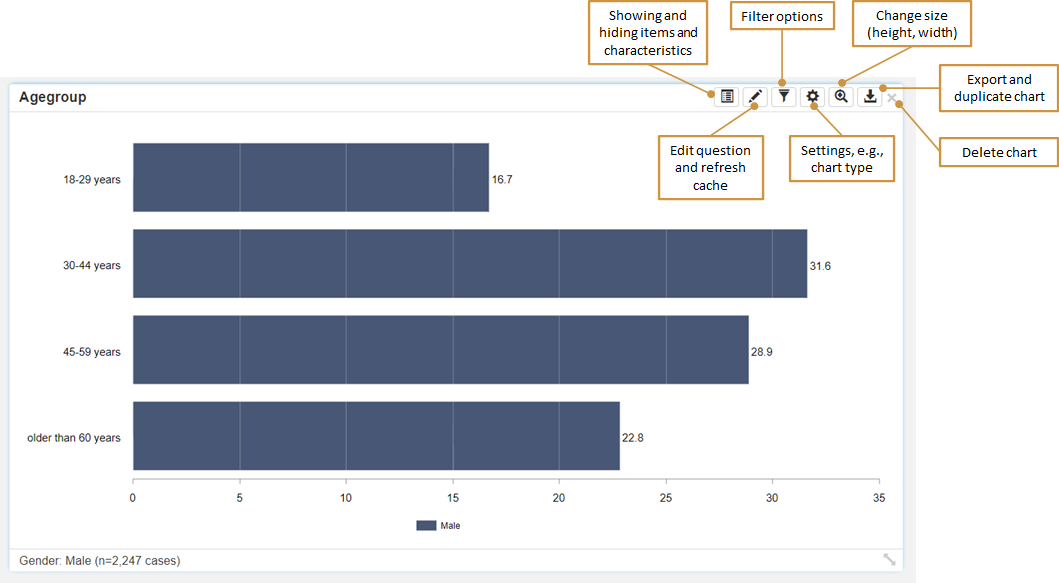 Showing and
hiding items and
characteristics
Filter options
Change size
(height, width)
Export and
duplicate chart
Agegroup
Edit question
and refresh
cache
Settings, e.g.,
chart type
Delete chart
18-29 years
16.7
30-44 years
31.6
45-59 years
28.9
older than 60 years
22.8
0 5 10 15 20 25 30 35
Male
Gender: Male (n=2,247 cases)